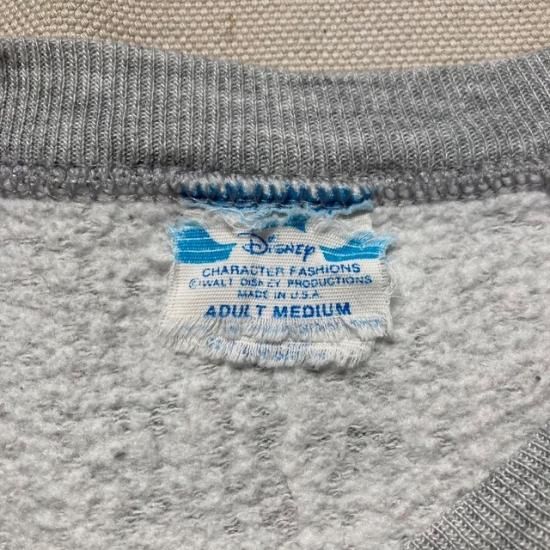 Disney
CHARACTER FASHIONS
©WALT DISNEY PRODUCTIONS
MADE IN U.S.A.
ADULT MEDIUM